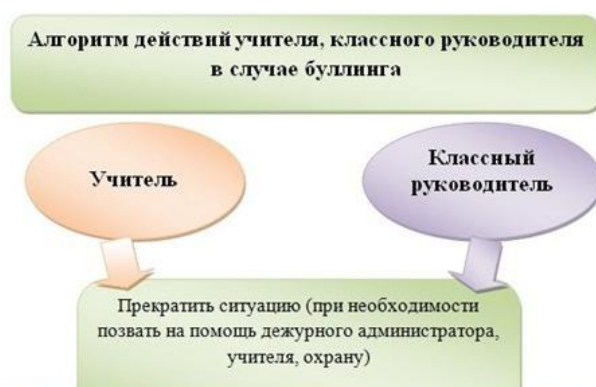 Алгоритм действий учителя, классного руководителя
в случае буллинга
Учитель
Классный
руководитель
Прекратить ситуацию (при необходимости
позвать на помощь дежурного администратора,
учителя, охрану)